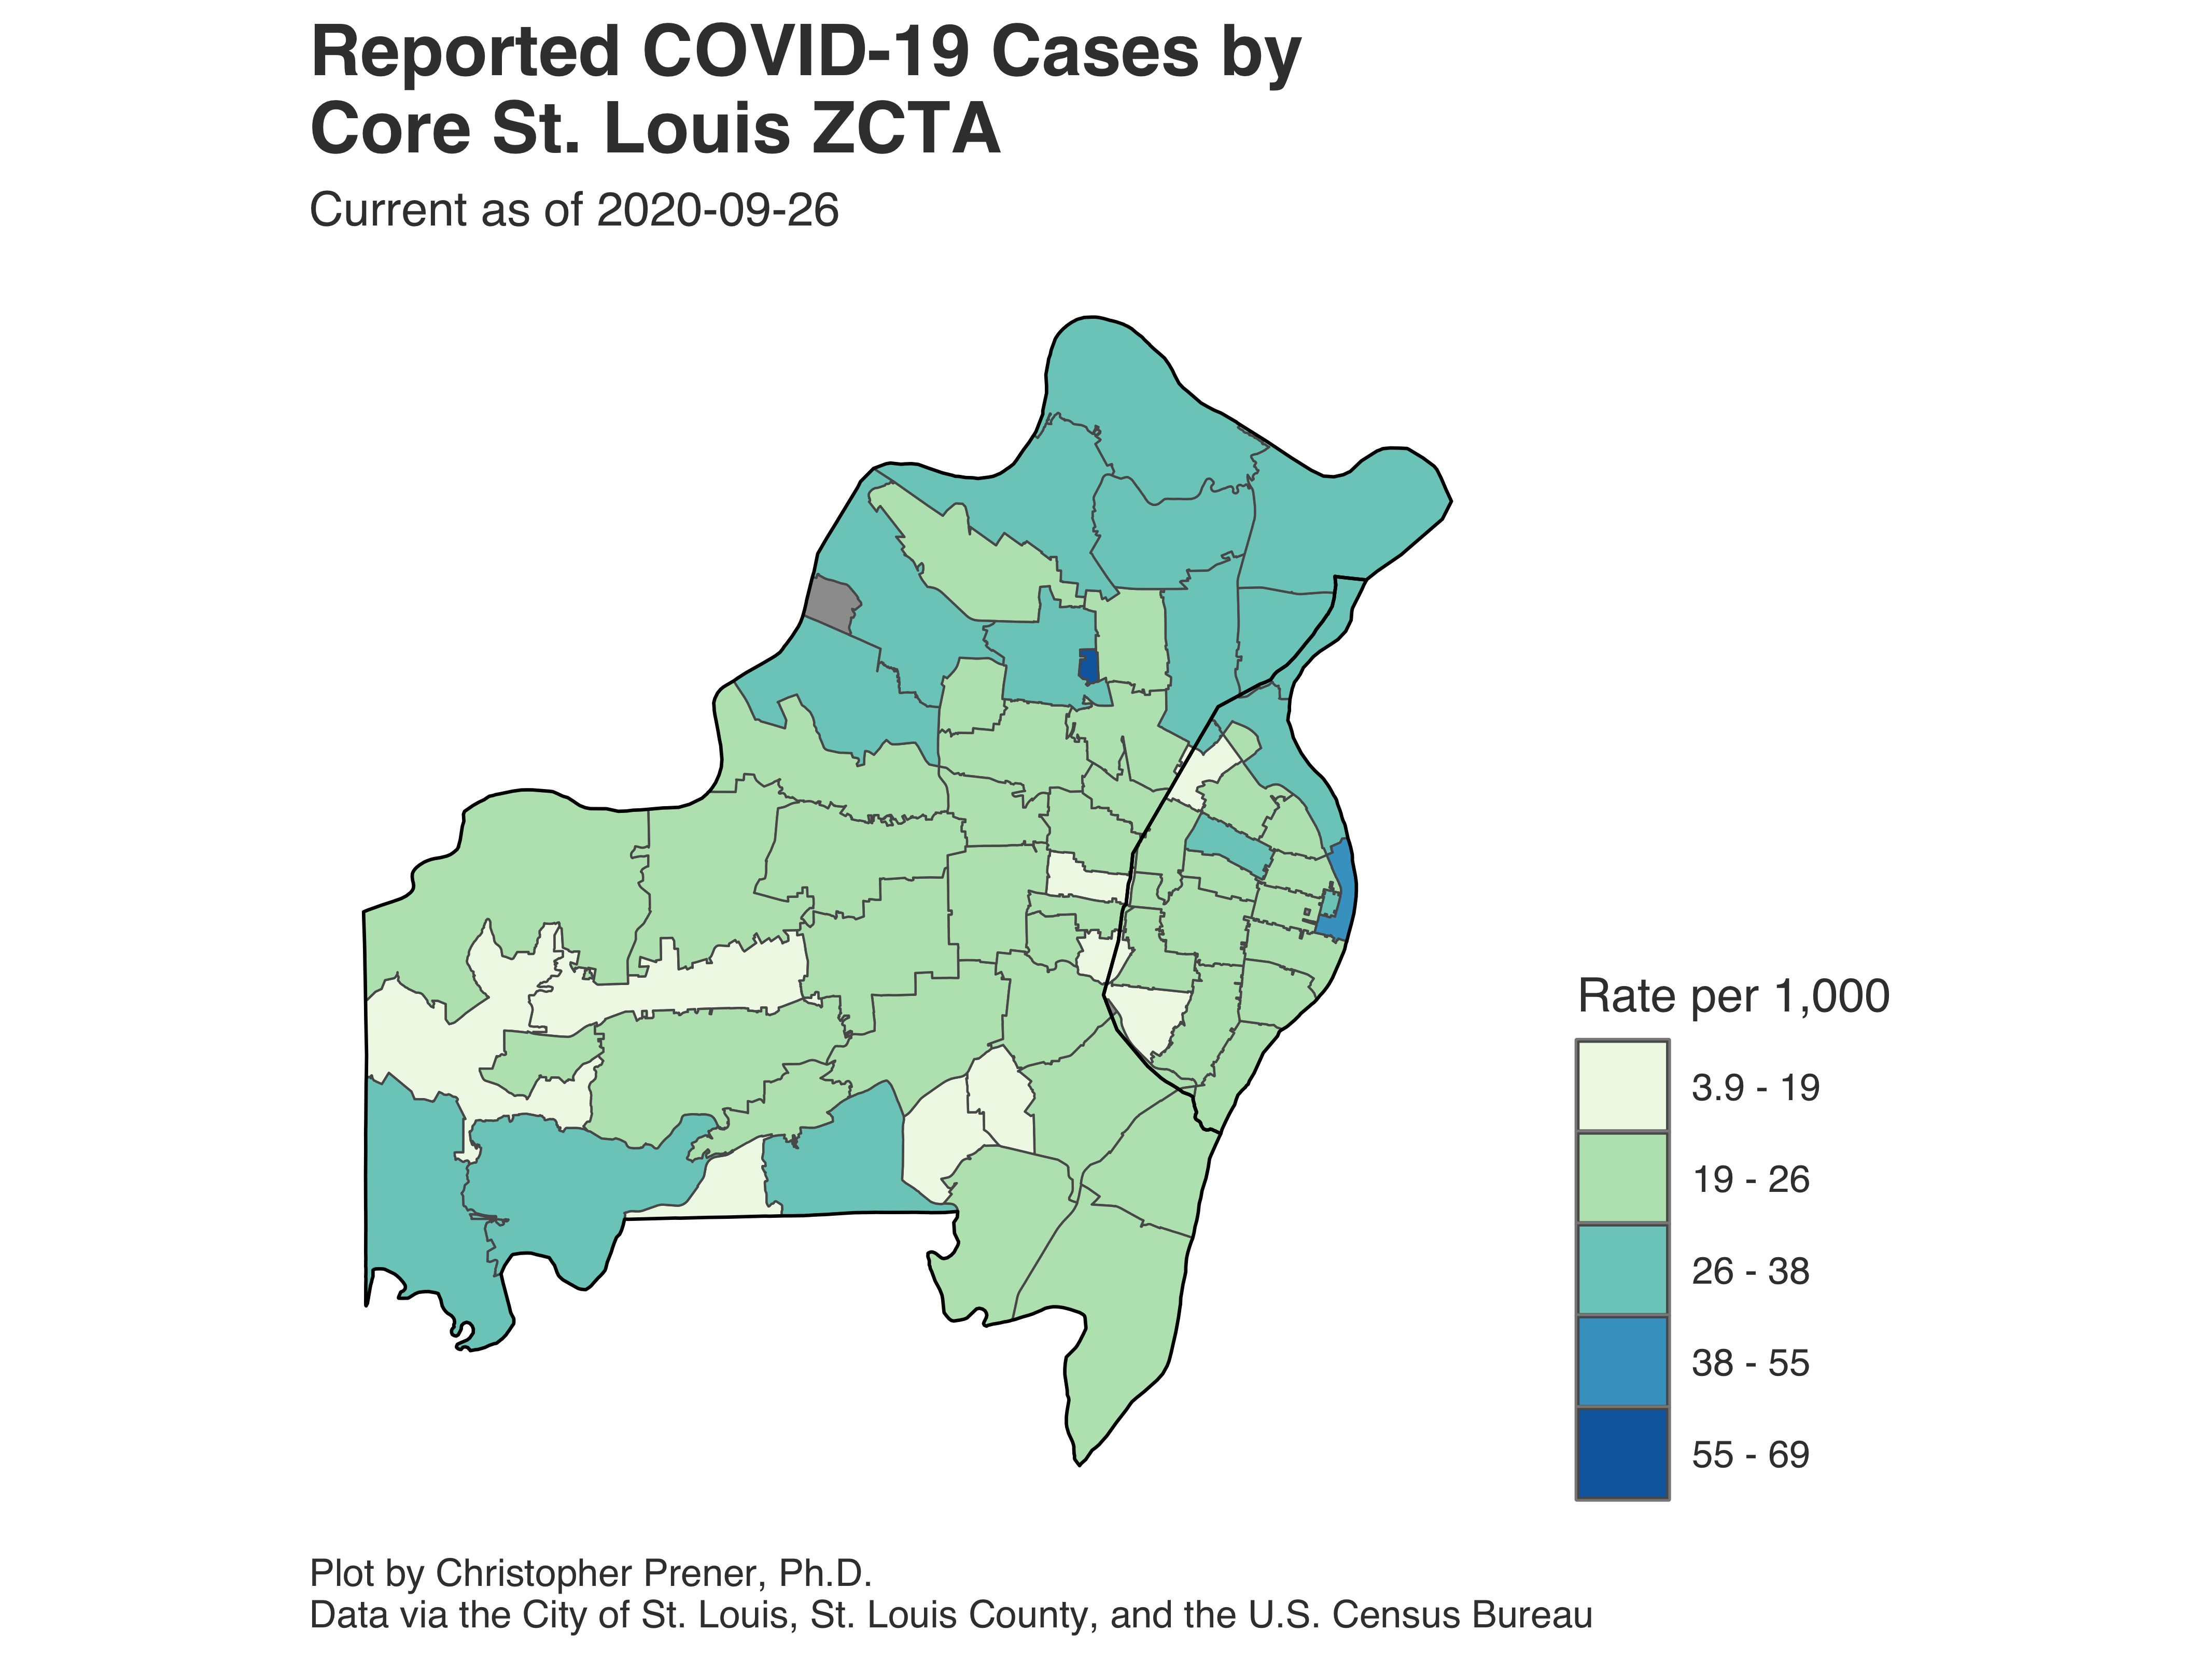 Reported COVID-19 Cases by
Core St. Louis ZCTA
Current as of 2020-09-26
Rate per 1,000
3.9 - 19
19 - 26
26 - 38
38 - 55
55 - 69
Plot by Christopher Prener, Ph.D.
Data via the City of St. Louis, St. Louis County, and the U.S. Census Bureau